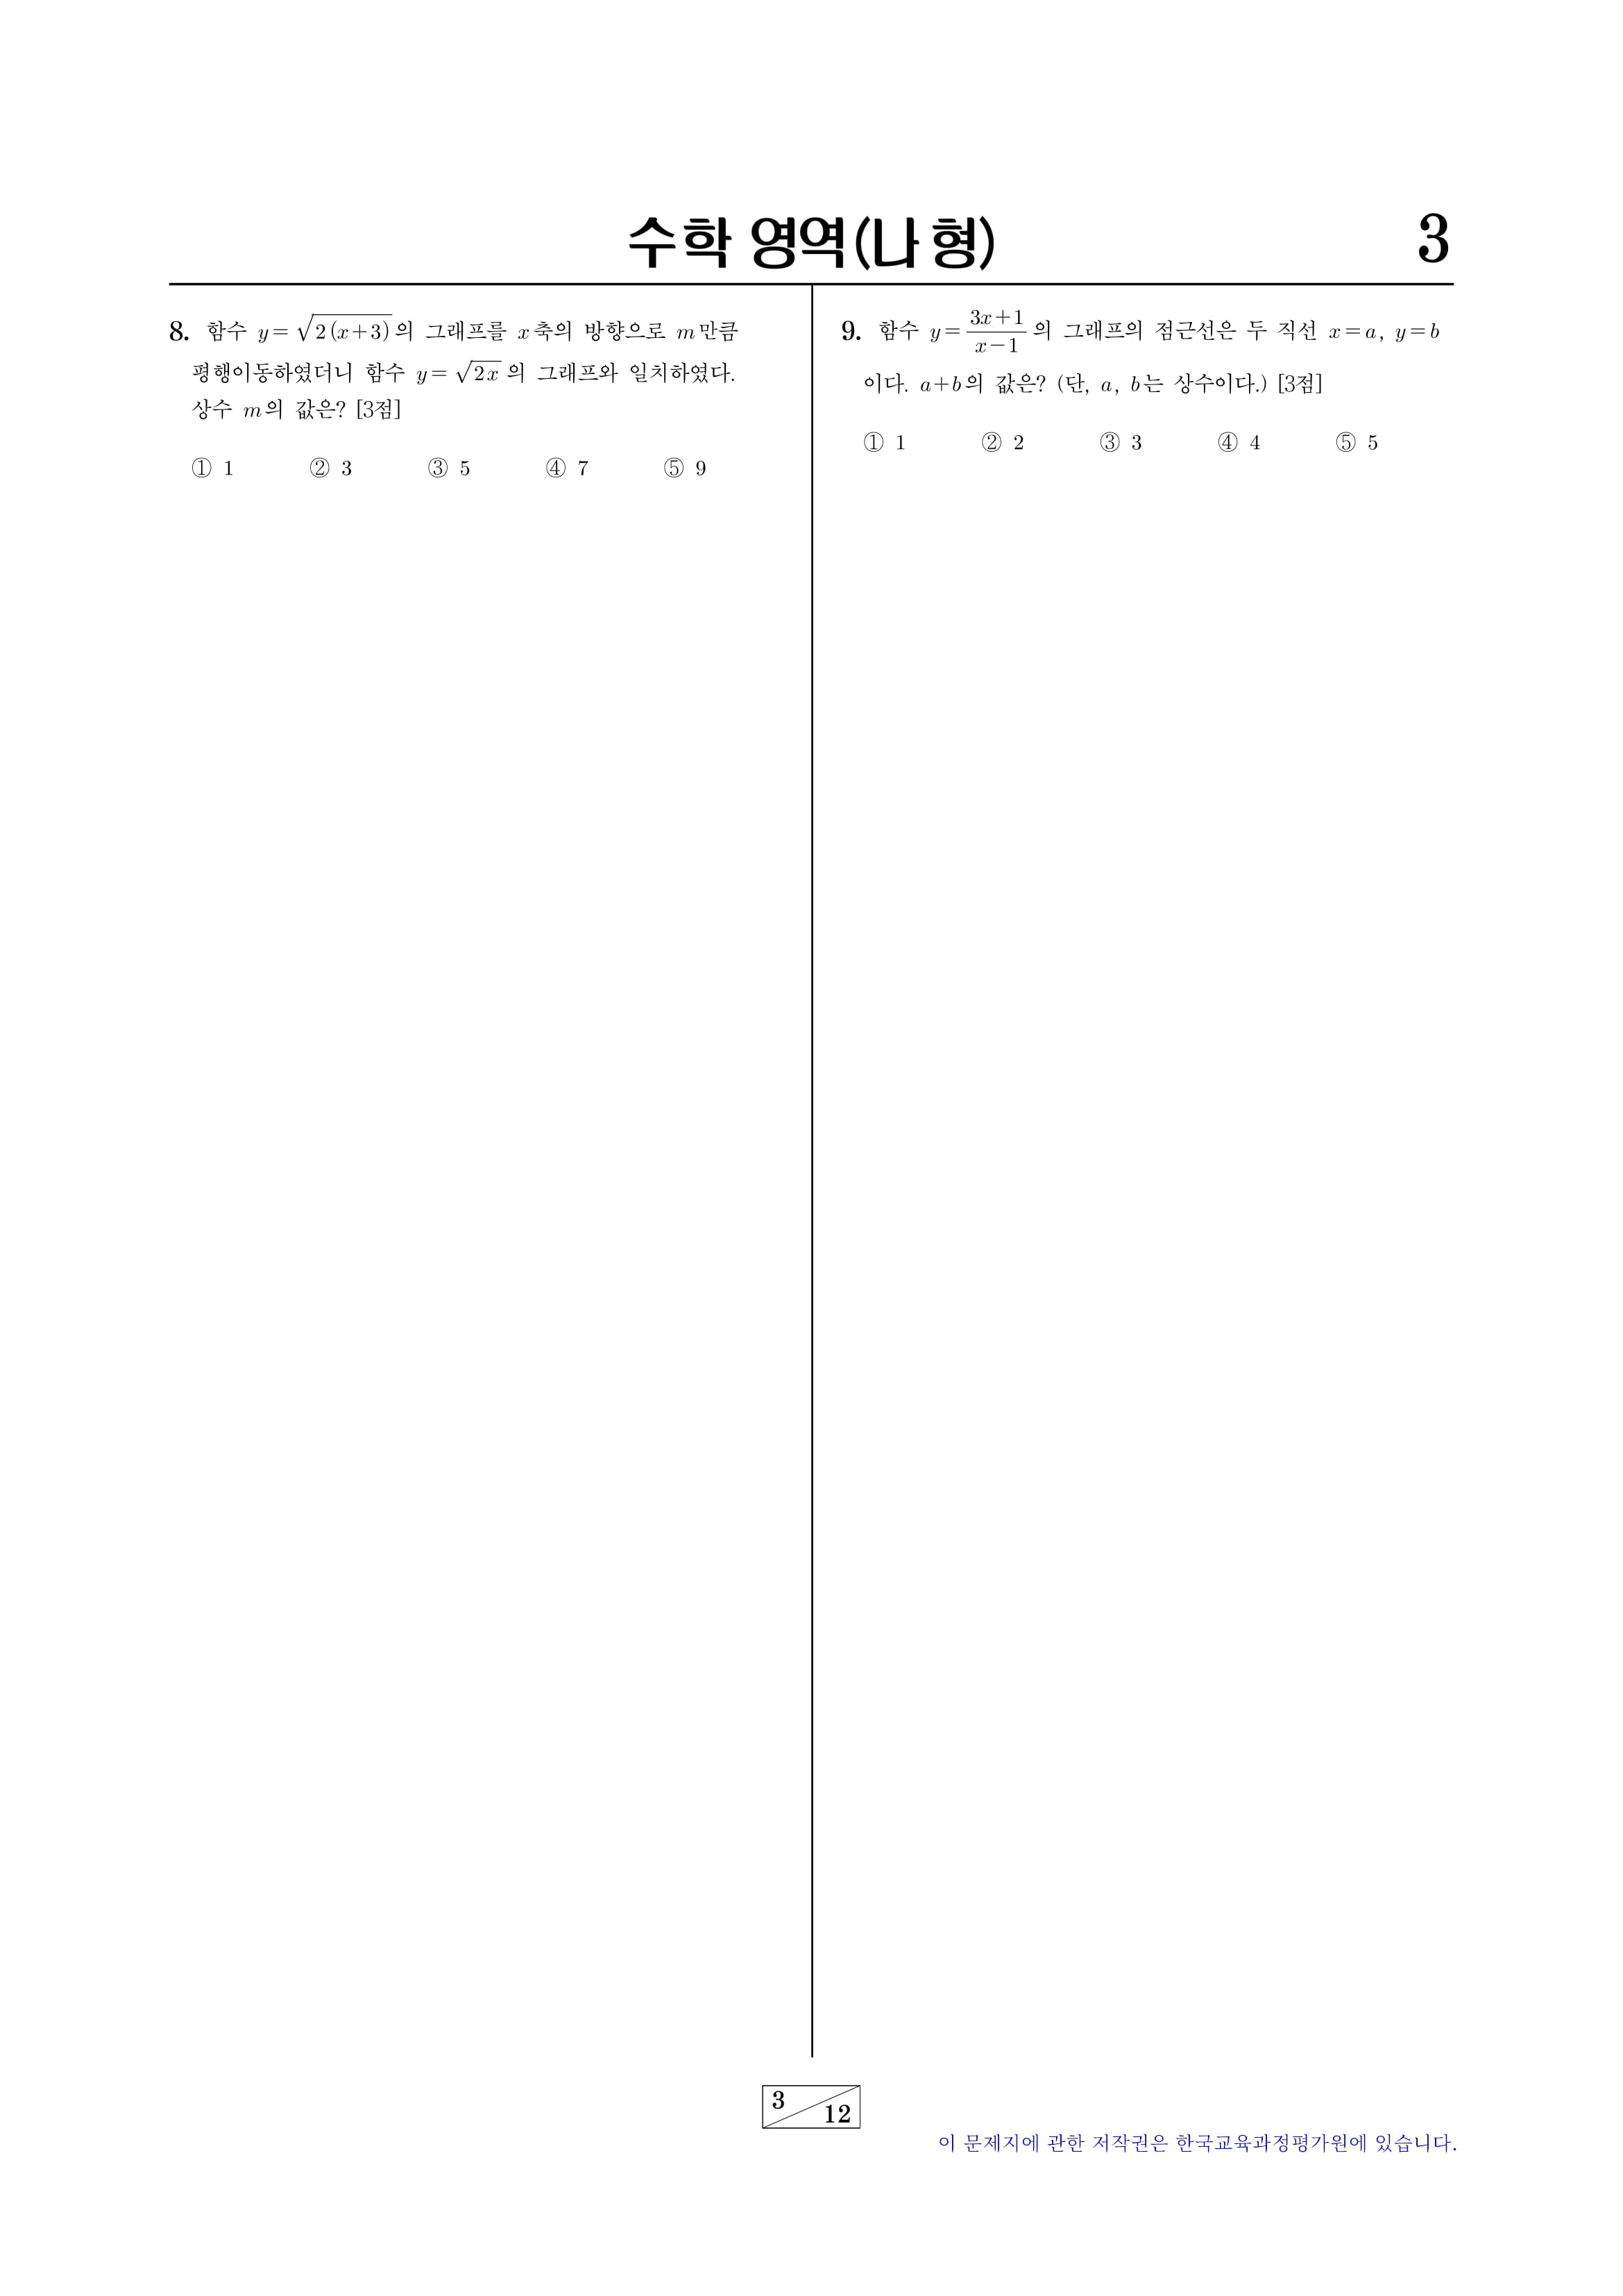 수학 영역(나형)
3
8. 함수 y=√(2(x+3))의 그래프를 x축의 방향으로 m만큼
평행이동하였더니 함수 y=√(2x)의 그래프와 일치하였다.
상수 m의 값은? [3점]
① 1 ② 3 ③ 5 ④ 7 ⑤ 9
9. 함수 y=(3x+1)/(x-1)의 그래프의 점근선은 두 직선 x=a, y=b
이다. a+b의 값은? (단, a, b는 상수이다.) [3점]
① 1 ② 2 ③ 3 ④ 4 ⑤ 5
3
12
이 문제지에 관한 저작권은 한국교육과정평가원에 있습니다.